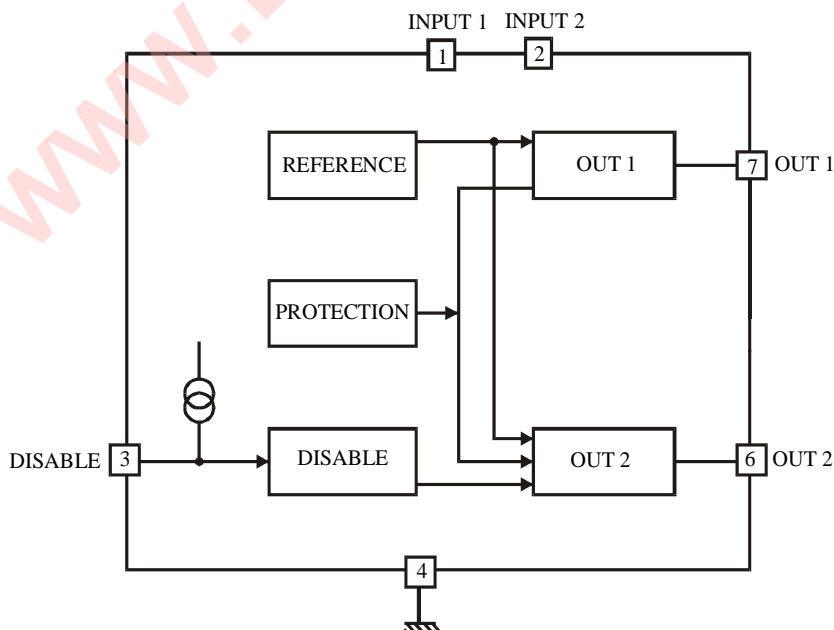 INPUT 1 INPUT 2
1 2
REFERENCE OUT 1 7 OUT 1
PROTECTION
DISABLE 3 DISABLE OUT 2 6 OUT 2
4
www.